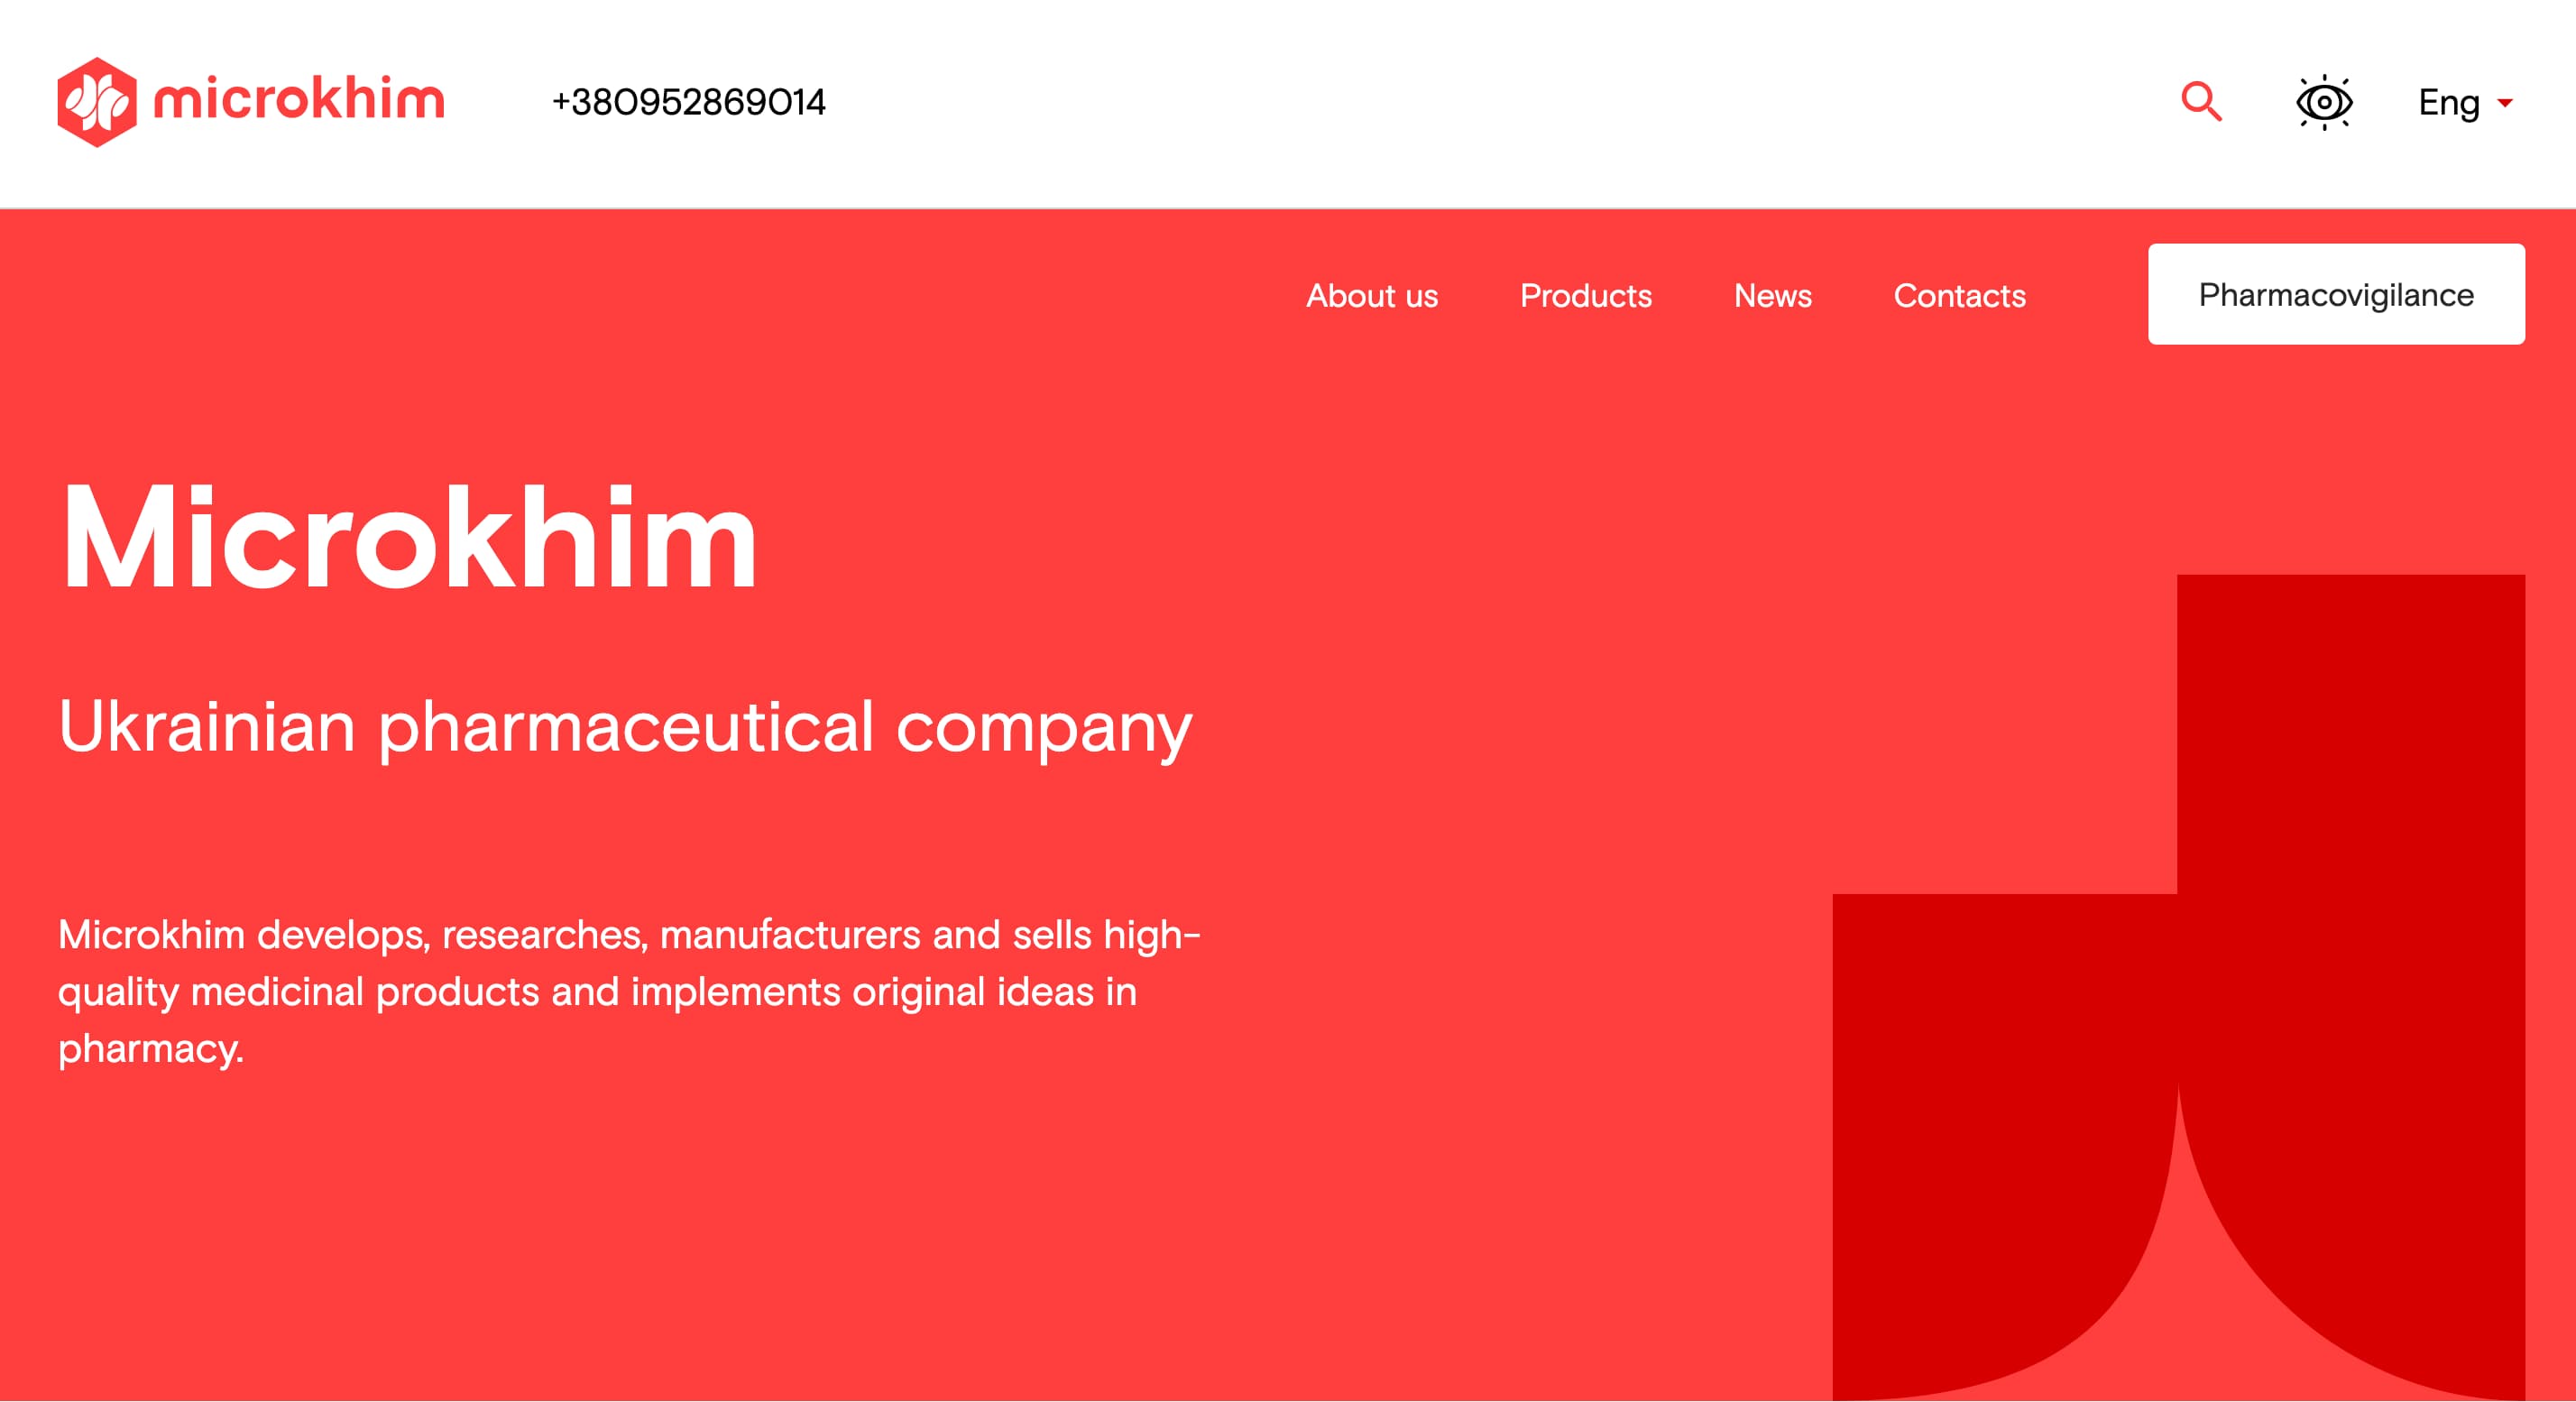 microkhim
+380952869014
Eng
About us
Products
News
Contacts
Pharmacovigilance
Microkhim
Ukrainian pharmaceutical company
Microkhim develops, researches, manufacturers and sells high-
quality medicinal products and implements original ideas in
pharmacy.